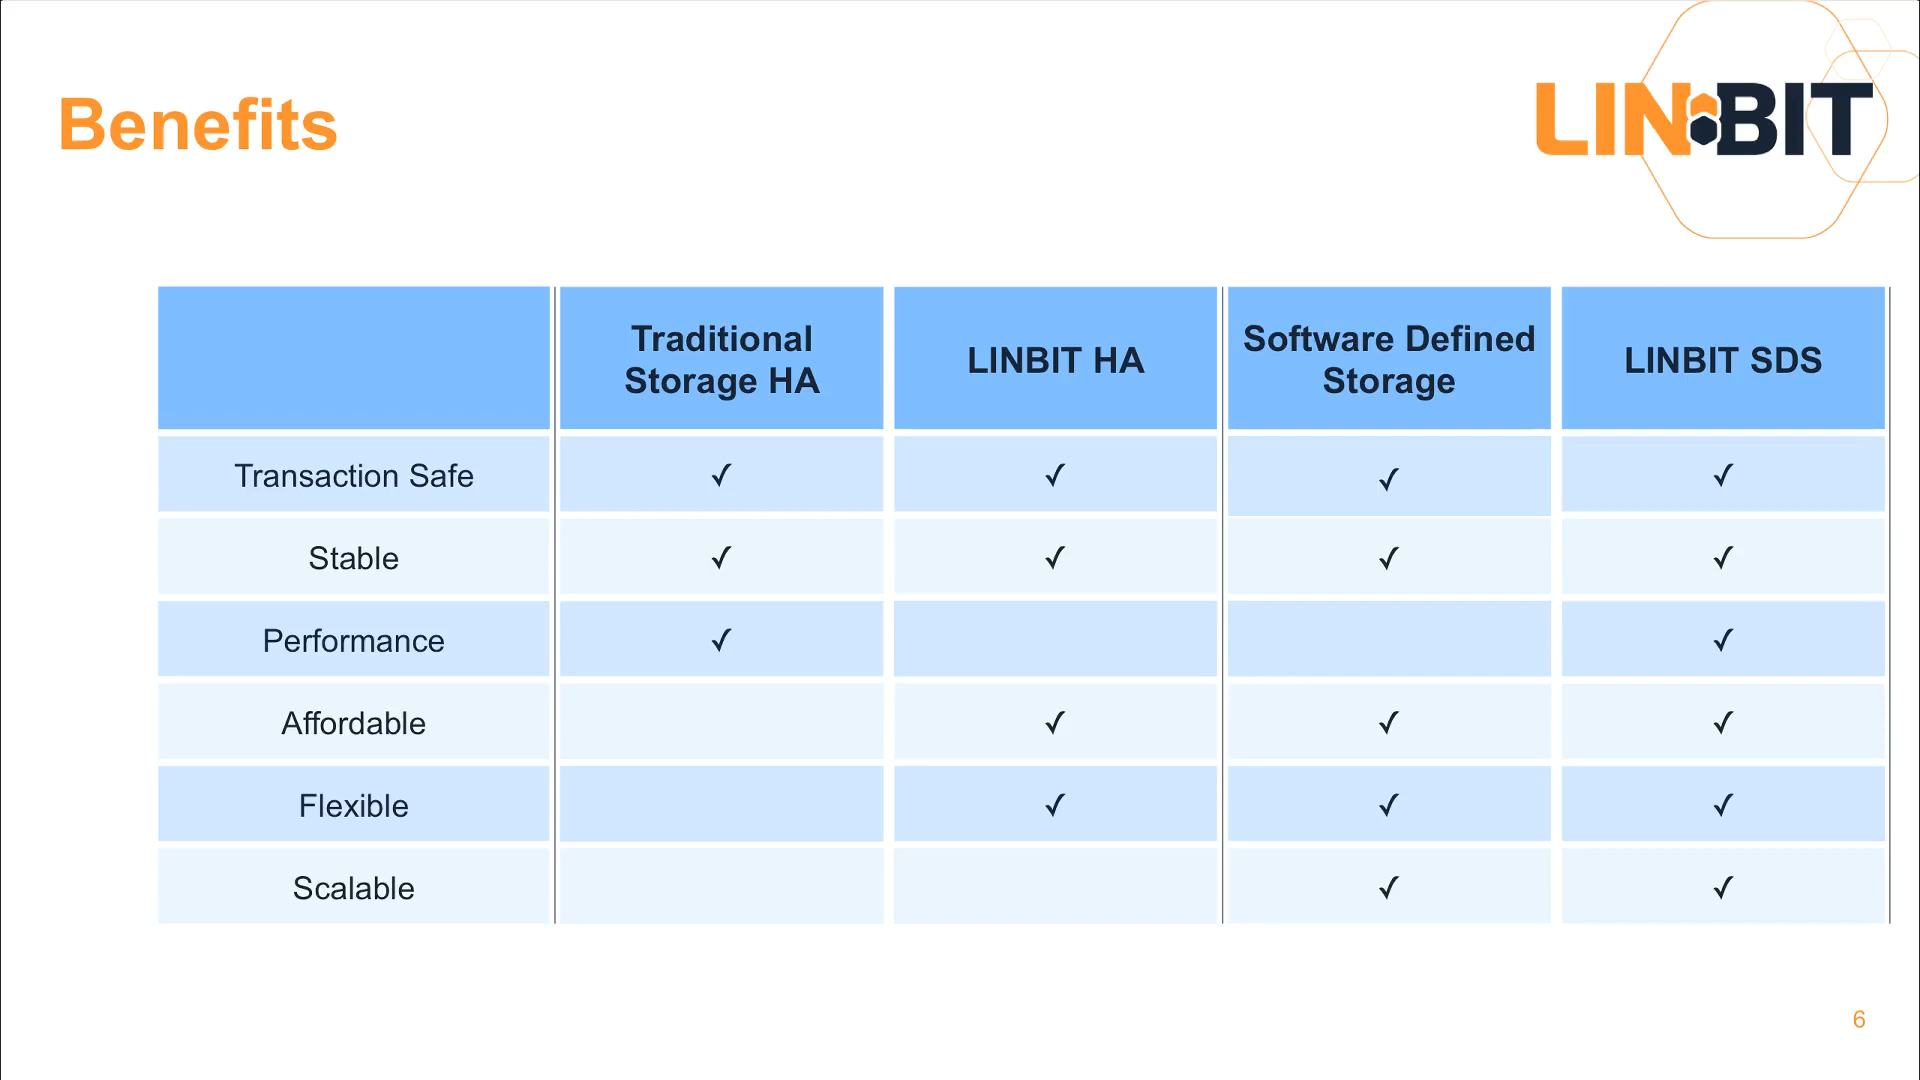 Benefits
LINBIT
Traditional
Storage HA
LINBIT HA
Software Defined
Storage
LINBIT SDS
Transaction Safe ✓ ✓ ✓ ✓
Stable ✓ ✓ ✓ ✓
Performance ✓ ✓
Affordable ✓ ✓ ✓
Flexible ✓ ✓ ✓
Scalable ✓ ✓
6